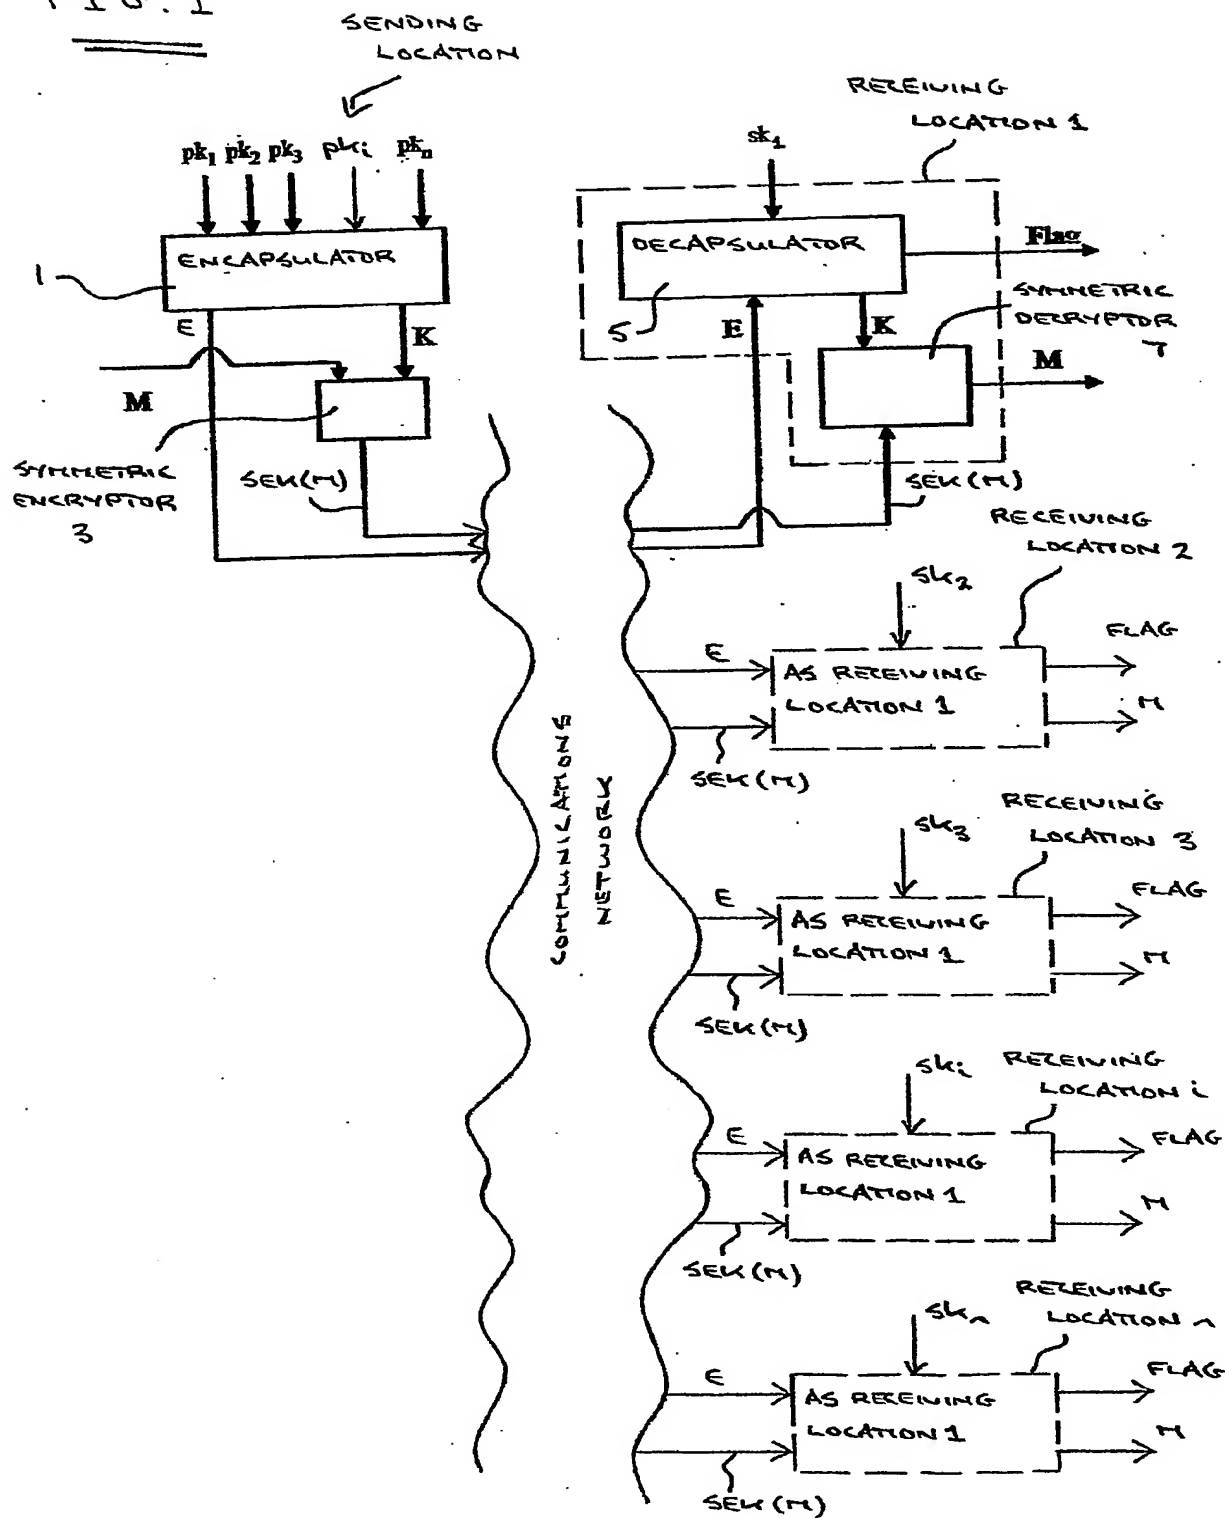 FIG. 1
SENDING
LOCATION
pk1 pk2 pk3 pki pkn
ENCAPSULATOR
1
E
K
M
SYMMETRIC
ENCRYPTOR
3
SEK(M)
RECEIVING
LOCATION 1
sk1
DECAPSULATOR
5
Flag
E
K
SYMMETRIC
DECRYPTOR
7
M
SEK(M)
COMMUNICATIONS
NETWORK
RECEIVING
LOCATION 2
sk2
E
AS RECEIVING
LOCATION 1
FLAG
M
SEK(M)
RECEIVING
LOCATION 3
sk3
E
AS RECEIVING
LOCATION 1
FLAG
M
SEK(M)
RECEIVING
LOCATION i
ski
E
AS RECEIVING
LOCATION 1
FLAG
M
SEK(M)
RECEIVING
LOCATION n
skn
E
AS RECEIVING
LOCATION 1
FLAG
M
SEK(M)